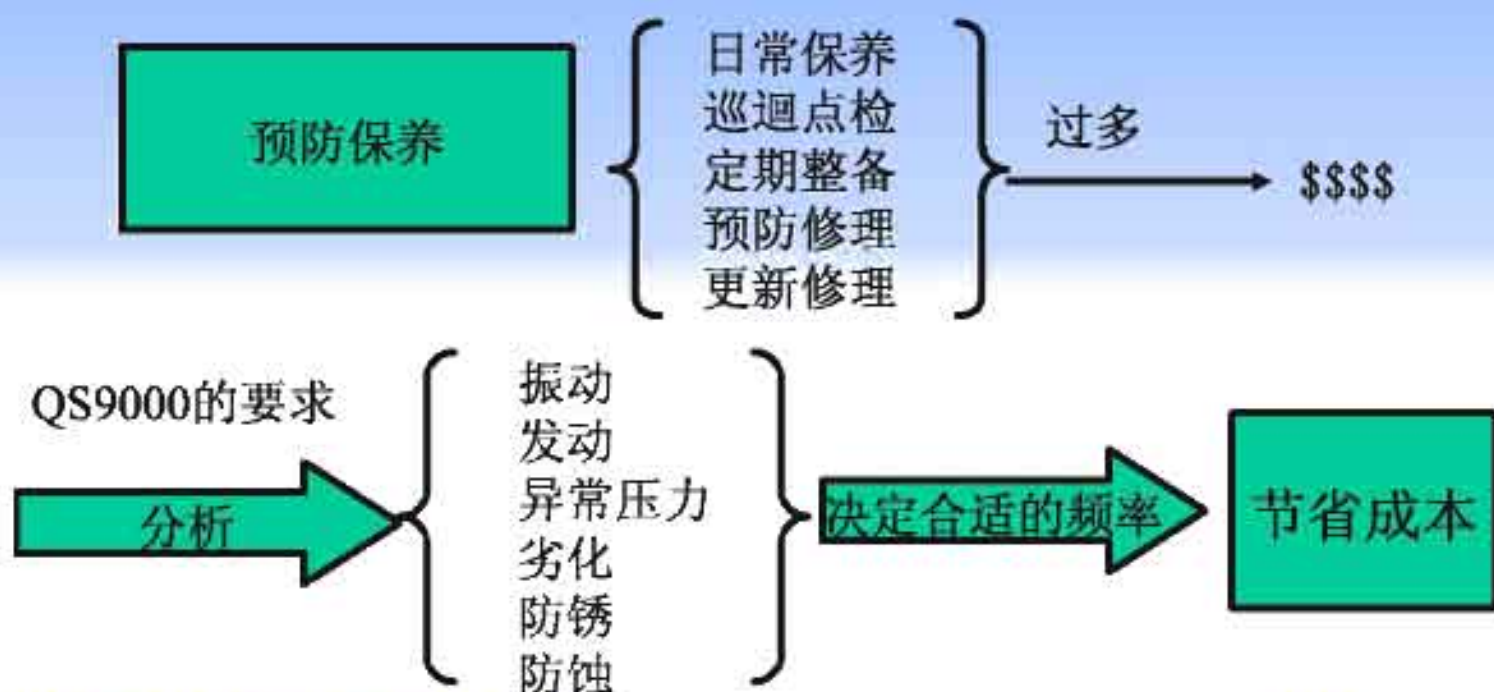 预防保养
日常保养
巡迴点检
定期整备
预防修理
更新修理
过多
$$$$
QS9000的要求
分析
振动
发动
异常压力
劣化
防锈
防蚀
决定合适的频率
节省成本